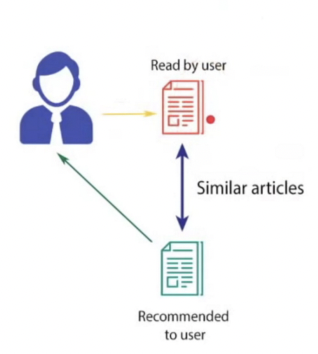 Read by user
Similar articles
Recommended
to user